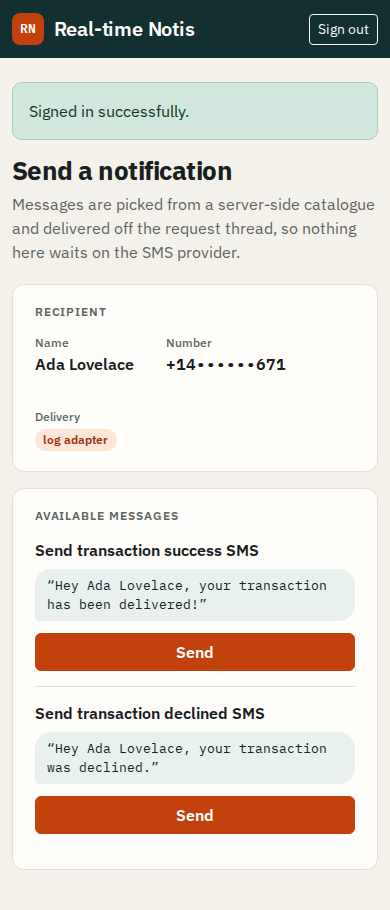 RN Real-time Notis Sign out
Signed in successfully.
Send a notification
Messages are picked from a server-side catalogue
and delivered off the request thread, so nothing
here waits on the SMS provider.
RECIPIENT
Name Number
Ada Lovelace +14••••••671
Delivery
log adapter
AVAILABLE MESSAGES
Send transaction success SMS
“Hey Ada Lovelace, your transaction
has been delivered!”
Send
Send transaction declined SMS
“Hey Ada Lovelace, your transaction
was declined.”
Send